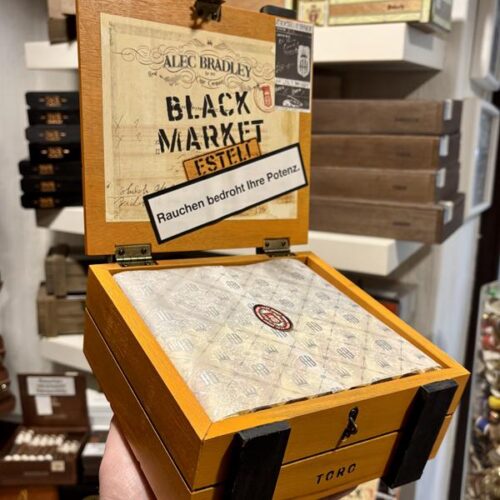 ALEC BRADLEY
BLACK
MARKET
ESTELI
Rauchen bedroht Ihre Potenz.
TORO